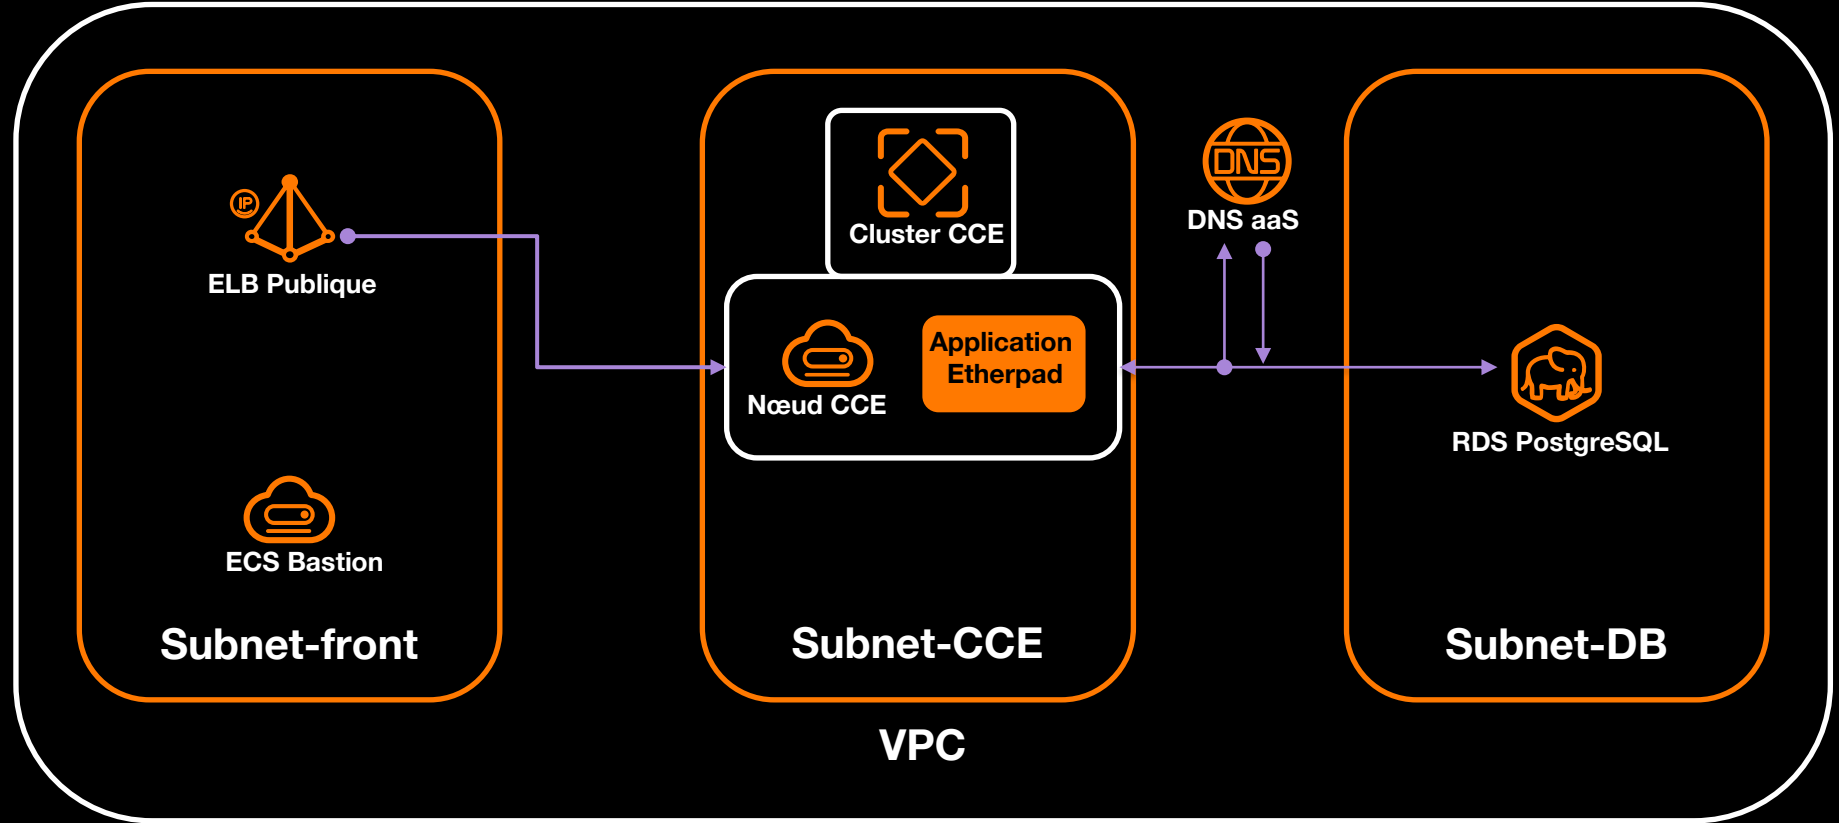 IP
ELB Publique
ECS Bastion
Subnet-front
Cluster CCE
Nœud CCE
Application
Etherpad
Subnet-CCE
DNS
DNS aaS
RDS PostgreSQL
Subnet-DB
VPC